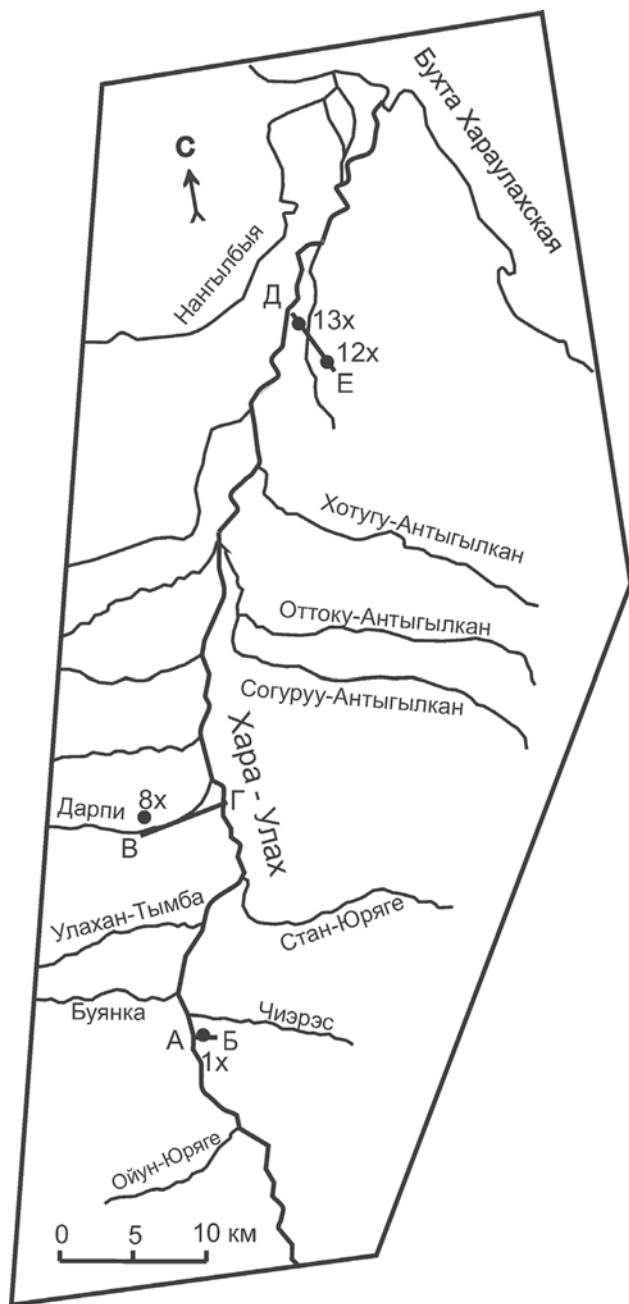 Бухта Хараулахская
С
Нангылбыя
Д
13х
12х
Е
Хотугу-Антыгылкан
Оттоку-Антыгылкан
Согуруу-Антыгылкан
Хара - Улах
Дарпи
8х
Г
В
Улахан-Тымба
Стан-Юряге
Буянка
Чиэрэс
А
Б
1х
Ойун-Юряге
0 5 10 км